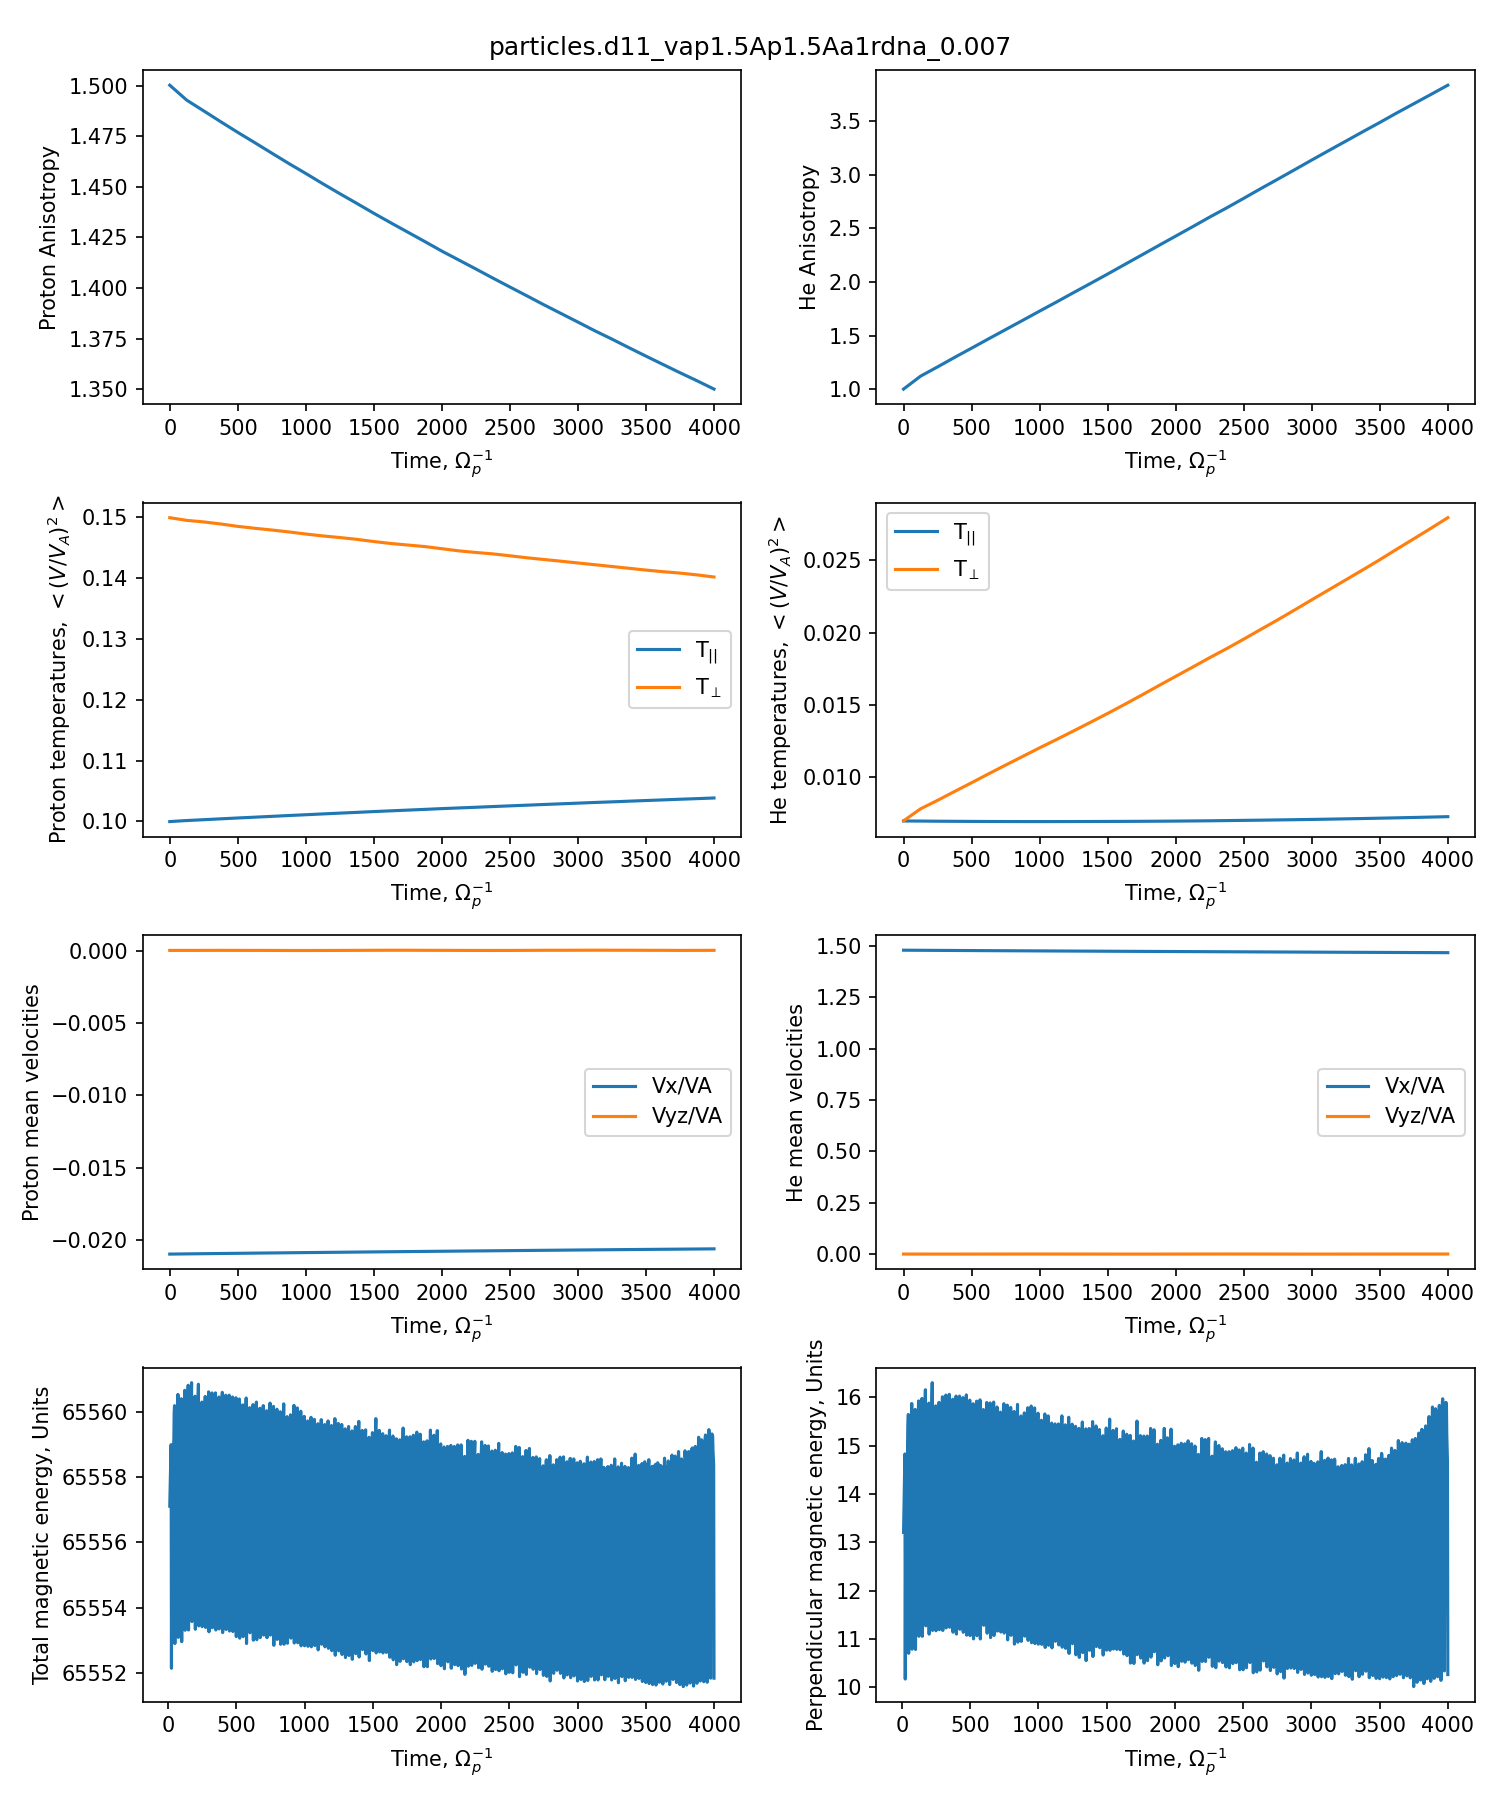 particles.d11_vap1.5Ap1.5Aa1rdna_0.007
Proton Anisotropy
1.500
1.475
1.450
1.425
1.400
1.375
1.350
0 500 1000 1500 2000 2500 3000 3500 4000
Time, Ω_p^{-1}
He Anisotropy
3.5
3.0
2.5
2.0
1.5
1.0
0 500 1000 1500 2000 2500 3000 3500 4000
Time, Ω_p^{-1}
Proton temperatures, < (V/V_A)^2 >
0.15
0.14
0.13
0.12
0.11
0.10
T_{||}
T_⊥
0 500 1000 1500 2000 2500 3000 3500 4000
Time, Ω_p^{-1}
He temperatures, < (V/V_A)^2 >
0.025
0.020
0.015
0.010
T_{||}
T_⊥
0 500 1000 1500 2000 2500 3000 3500 4000
Time, Ω_p^{-1}
Proton mean velocities
0.000
−0.005
−0.010
−0.015
−0.020
Vx/VA
Vyz/VA
0 500 1000 1500 2000 2500 3000 3500 4000
Time, Ω_p^{-1}
He mean velocities
1.50
1.25
1.00
0.75
0.50
0.25
0.00
Vx/VA
Vyz/VA
0 500 1000 1500 2000 2500 3000 3500 4000
Time, Ω_p^{-1}
Total magnetic energy, Units
65560
65558
65556
65554
65552
0 500 1000 1500 2000 2500 3000 3500 4000
Time, Ω_p^{-1}
Perpendicular magnetic energy, Units
16
15
14
13
12
11
10
0 500 1000 1500 2000 2500 3000 3500 4000
Time, Ω_p^{-1}